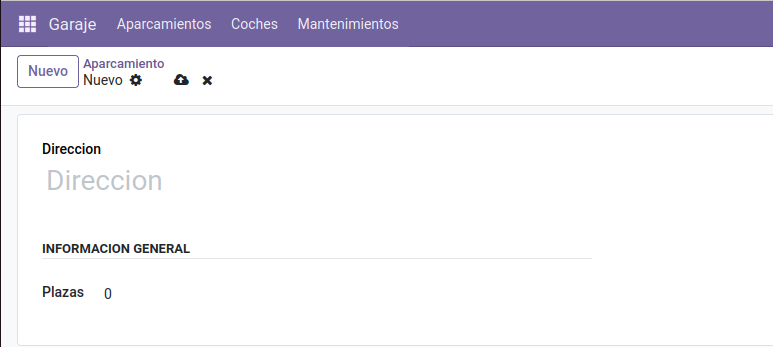 Garaje Aparcamientos Coches Mantenimientos
Nuevo Aparcamiento
Nuevo
Direccion
Direccion
INFORMACION GENERAL
Plazas 0